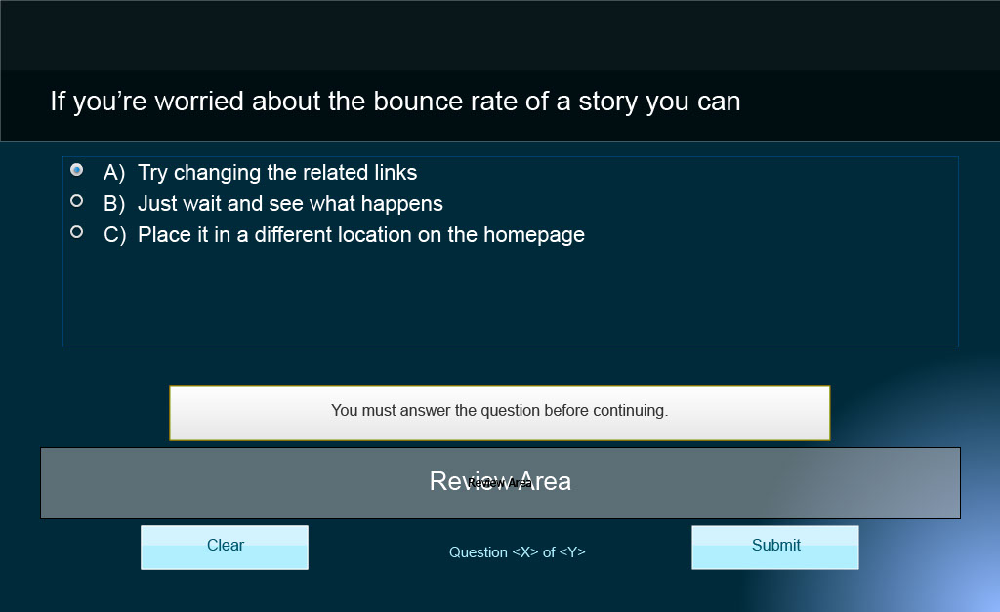 If you’re worried about the bounce rate of a story you can
A) Try changing the related links
B) Just wait and see what happens
C) Place it in a different location on the homepage
You must answer the question before continuing.
Review Area
Review Area
Clear
Question <X> of <Y>
Submit